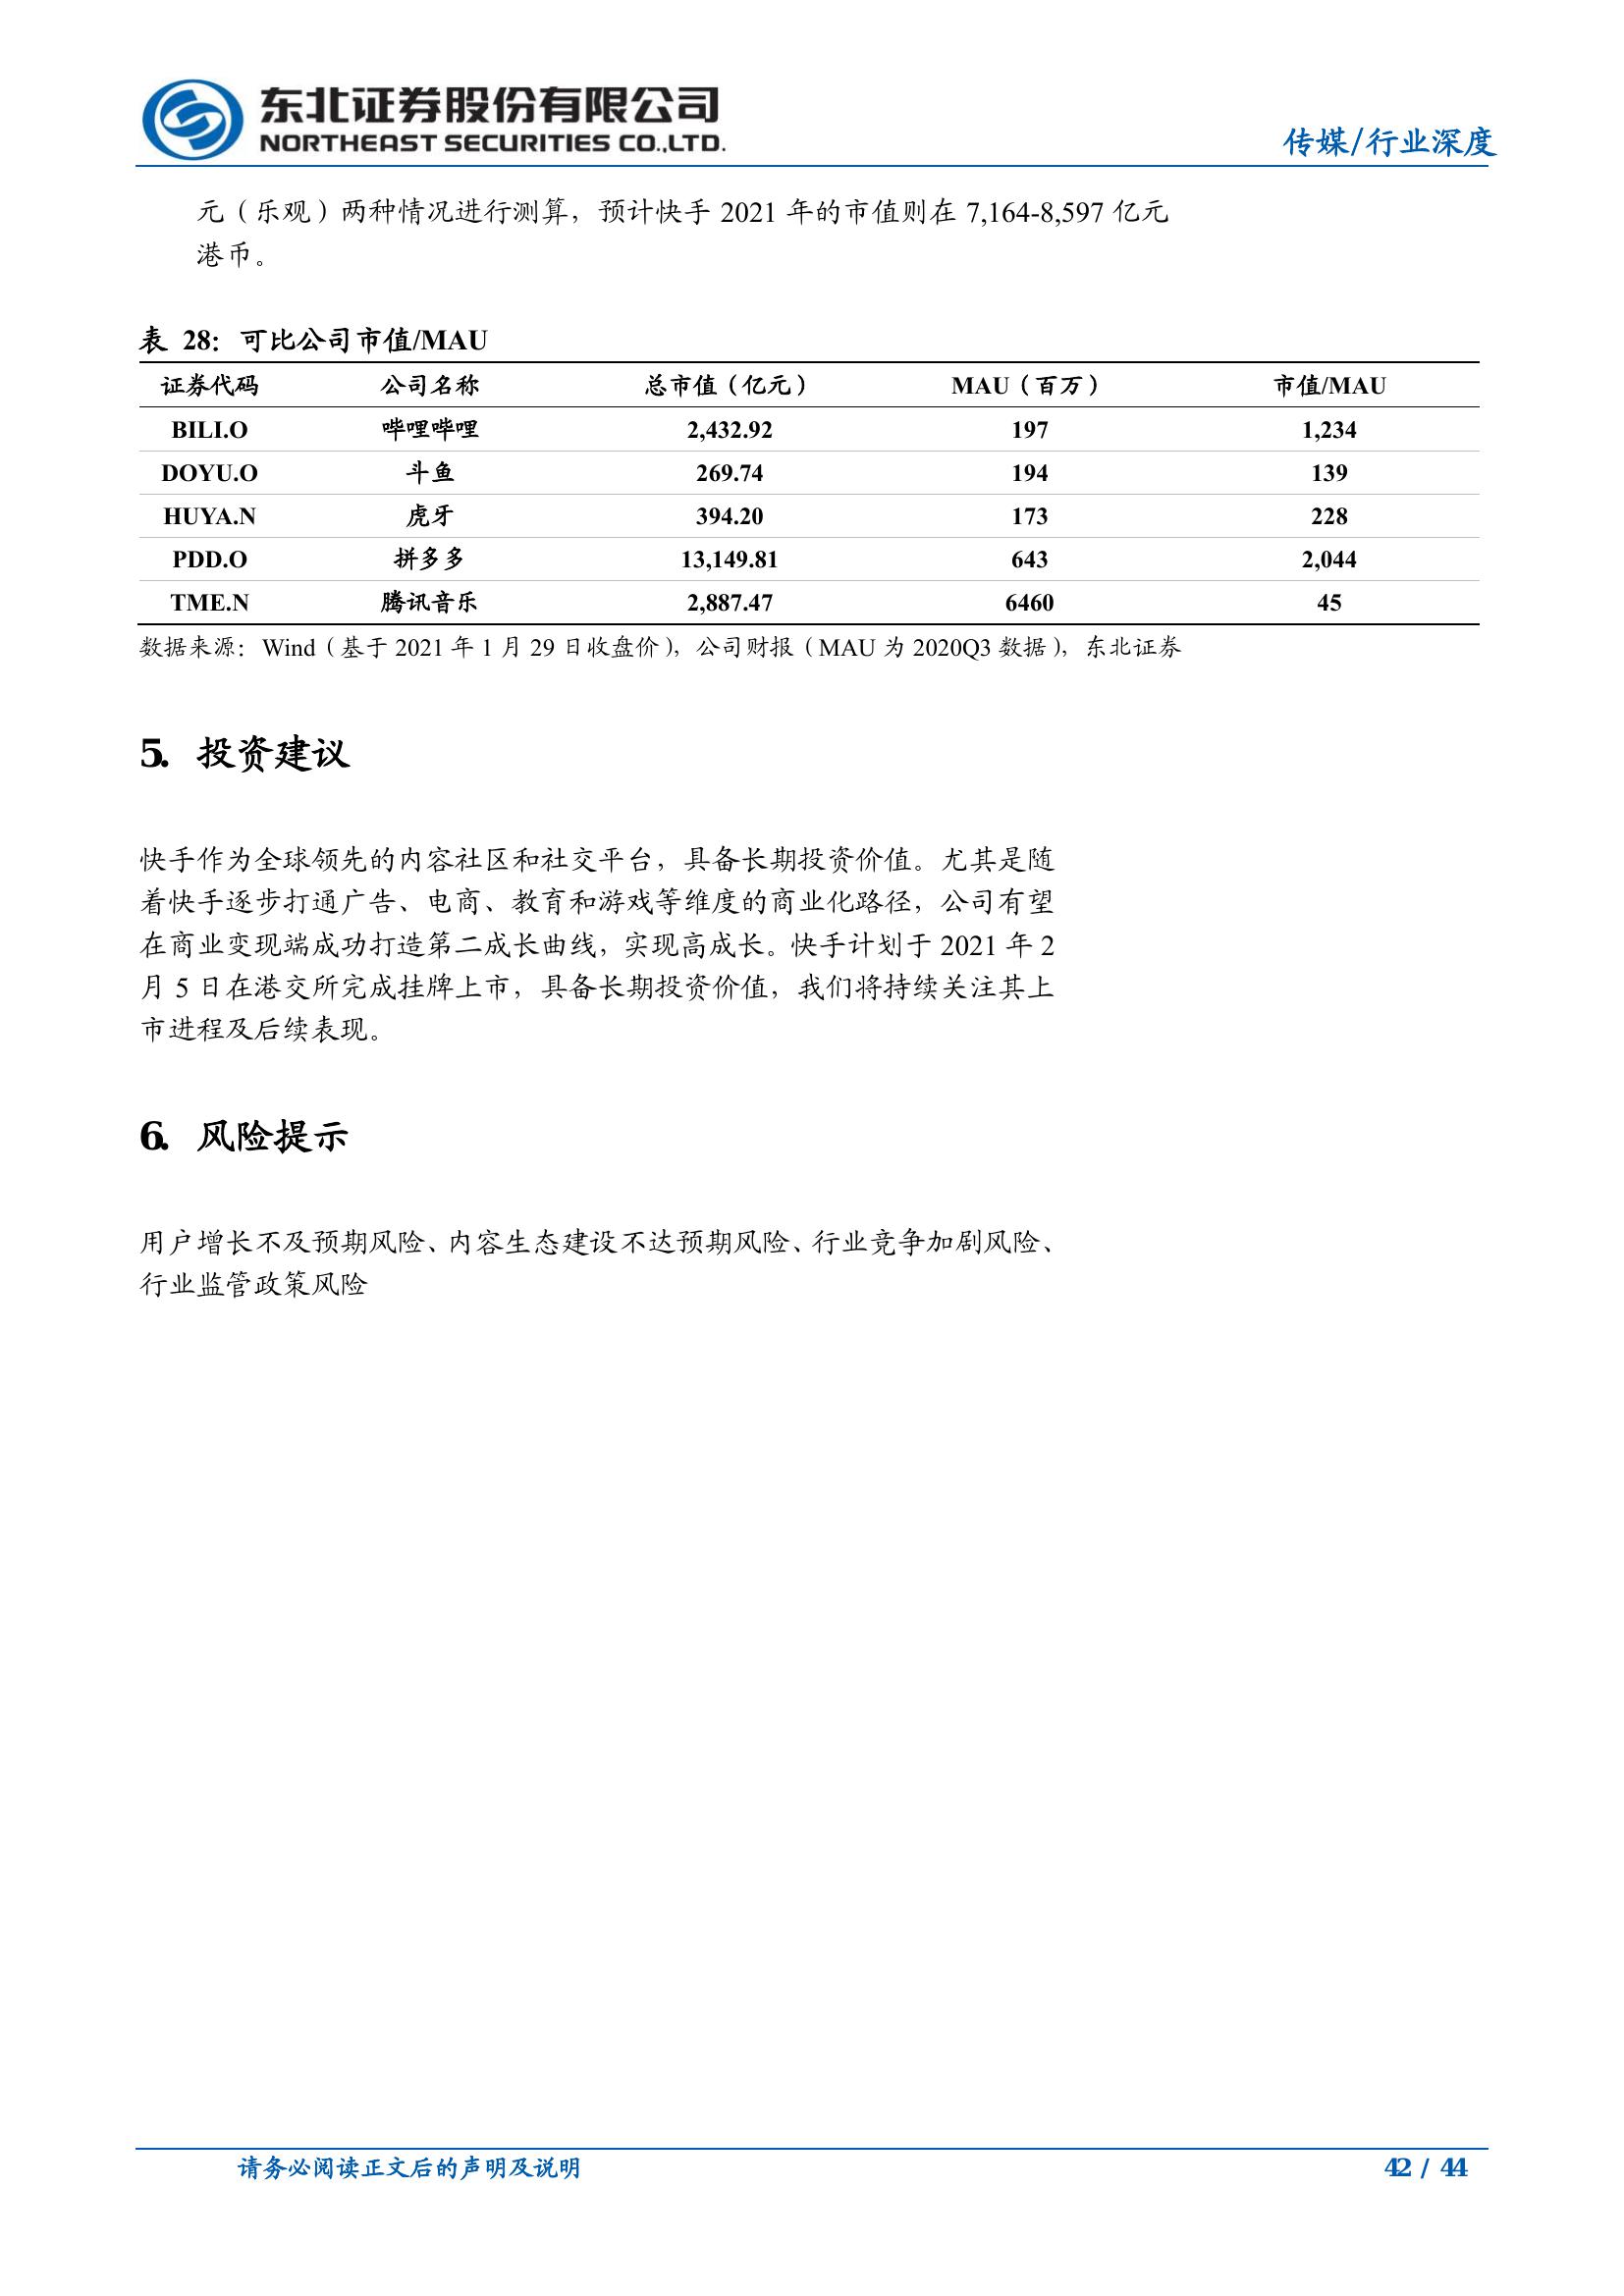 东北证券股份有限公司
NORTHEAST SECURITIES CO.,LTD.
传媒/行业深度
元（乐观）两种情况进行测算，预计快手 2021 年的市值则在 7,164-8,597 亿元
港币。
表 28：可比公司市值/MAU
证券代码 公司名称 总市值（亿元） MAU（百万） 市值/MAU
BILI.O 哔哩哔哩 2,432.92 197 1,234
DOYU.O 斗鱼 269.74 194 139
HUYA.N 虎牙 394.20 173 228
PDD.O 拼多多 13,149.81 643 2,044
TME.N 腾讯音乐 2,887.47 6460 45
数据来源：Wind（基于 2021 年 1 月 29 日收盘价），公司财报（MAU 为 2020Q3 数据），东北证券
5. 投资建议
快手作为全球领先的内容社区和社交平台，具备长期投资价值。尤其是随
着快手逐步打通广告、电商、教育和游戏等维度的商业化路径，公司有望
在商业变现端成功打造第二成长曲线，实现高成长。快手计划于 2021 年 2
月 5 日在港交所完成挂牌上市，具备长期投资价值，我们将持续关注其上
市进程及后续表现。
6. 风险提示
用户增长不及预期风险、内容生态建设不达预期风险、行业竞争加剧风险、
行业监管政策风险
请务必阅读正文后的声明及说明
42 / 44